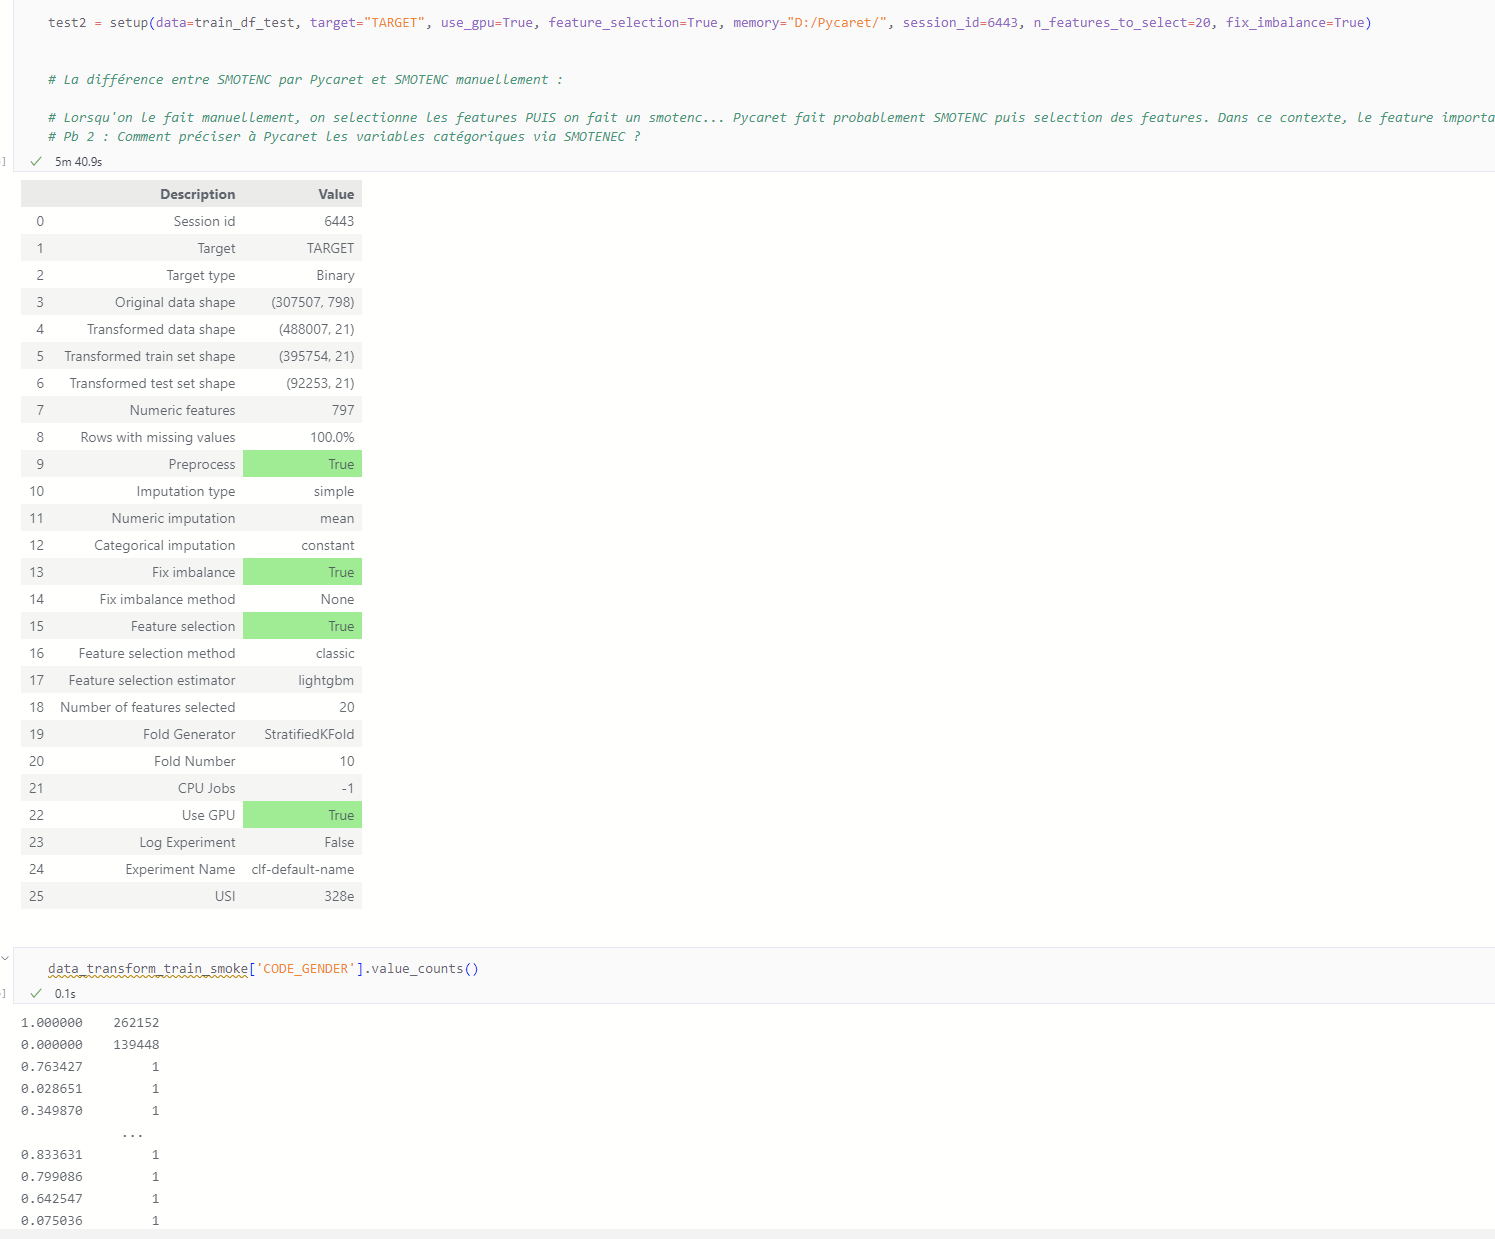 test2 = setup(data=train_df_test, target="TARGET", use_gpu=True, feature_selection=True, memory="D:/Pycaret/", session_id=6443, n_features_to_select=20, fix_imbalance=True)
# La différence entre SMOTENC par Pycaret et SMOTENC manuellement :
# Lorsqu'on le fait manuellement, on selectionne les features PUIS on fait un smotenc... Pycaret fait probablement SMOTENC puis selection des features. Dans ce contexte, le feature importa
# Pb 2 : Comment préciser à Pycaret les variables catégoriques via SMOTENEC ?
] ✓ 5m 40.9s
Description Value
0 Session id 6443
1 Target TARGET
2 Target type Binary
3 Original data shape (307507, 798)
4 Transformed data shape (488007, 21)
5 Transformed train set shape (395754, 21)
6 Transformed test set shape (92253, 21)
7 Numeric features 797
8 Rows with missing values 100.0%
9 Preprocess True
10 Imputation type simple
11 Numeric imputation mean
12 Categorical imputation constant
13 Fix imbalance True
14 Fix imbalance method None
15 Feature selection True
16 Feature selection method classic
17 Feature selection estimator lightgbm
18 Number of features selected 20
19 Fold Generator StratifiedKFold
20 Fold Number 10
21 CPU Jobs -1
22 Use GPU True
23 Log Experiment False
24 Experiment Name clf-default-name
25 USI 328e
data_transform_train_smoke['CODE_GENDER'].value_counts()
] ✓ 0.1s
1.000000 262152
0.000000 139448
0.763427 1
0.028651 1
0.349870 1
...
0.833631 1
0.799086 1
0.642547 1
0.075036 1